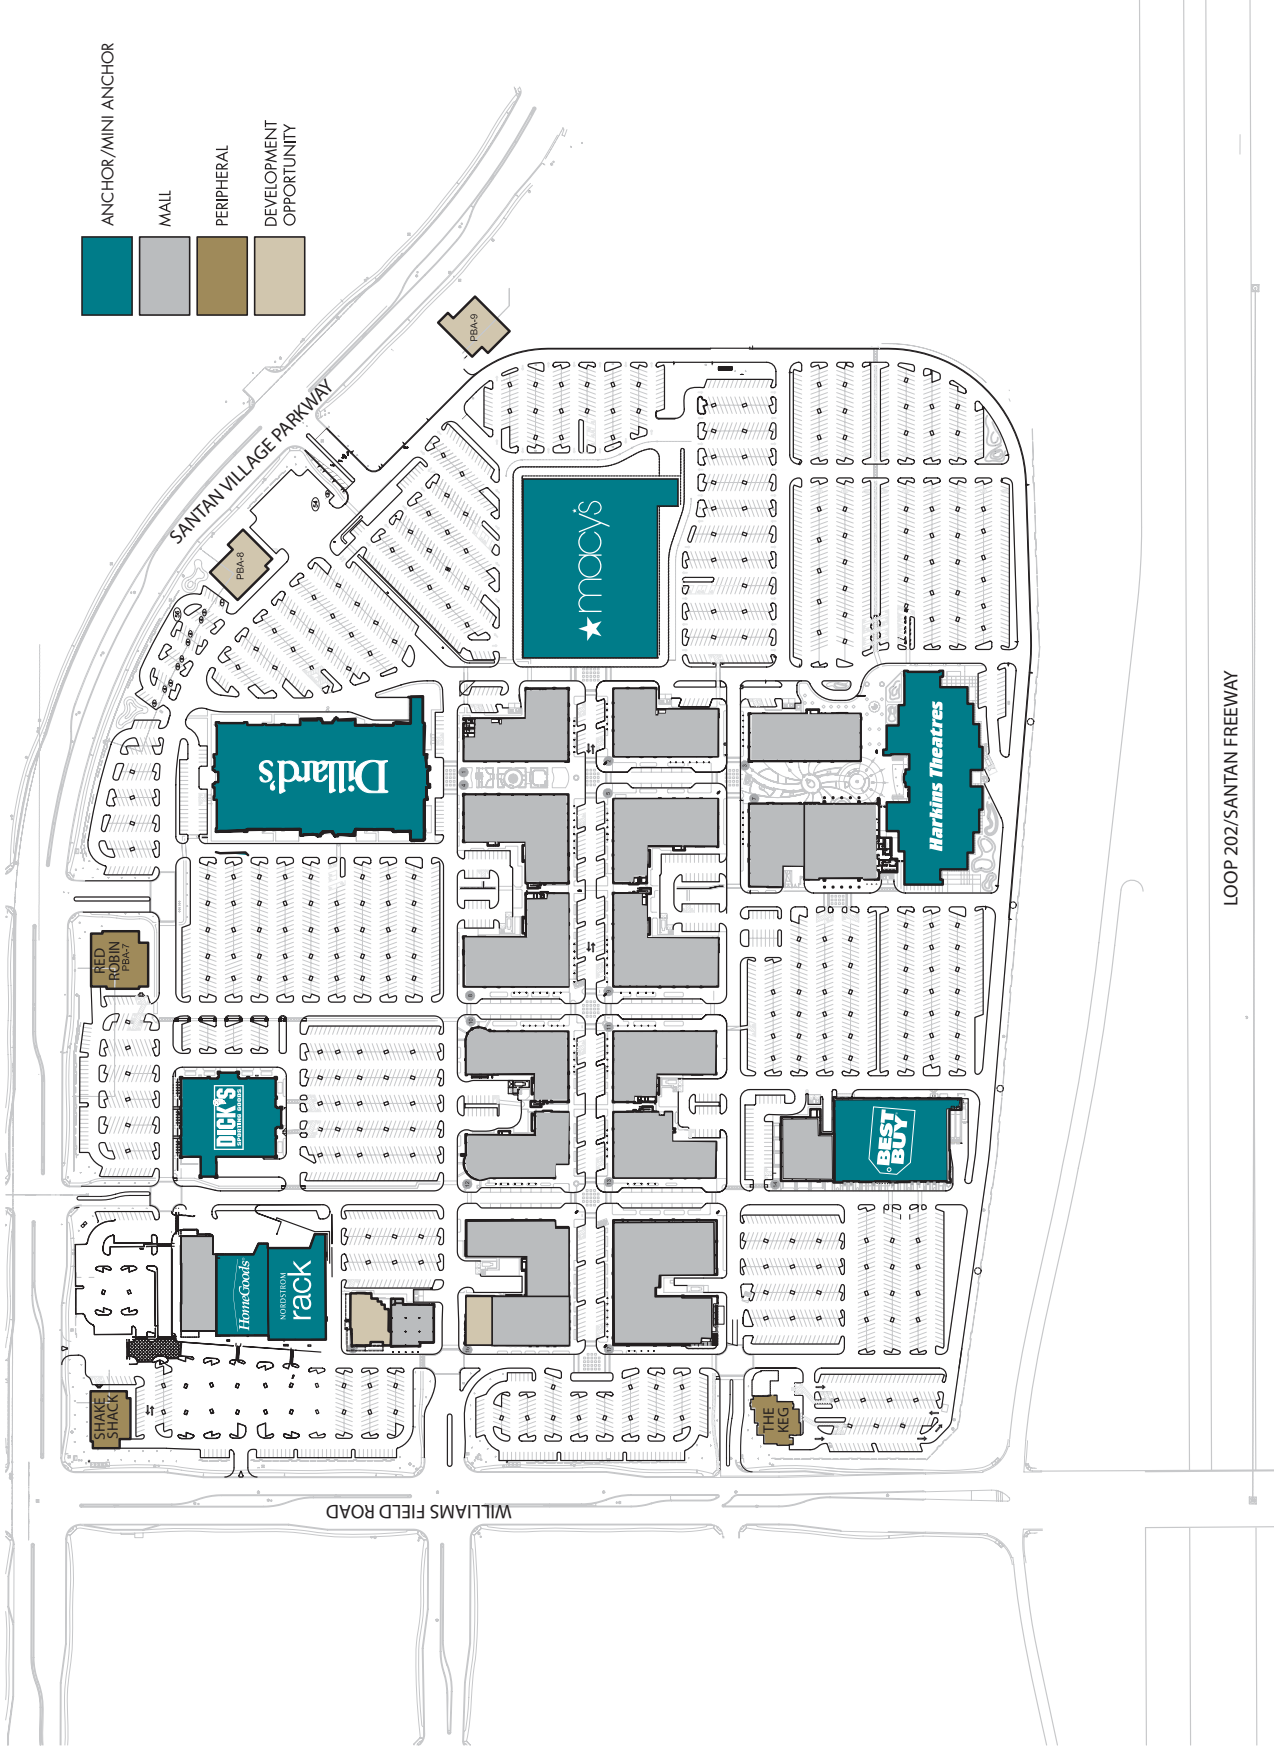 ANCHOR/MINI ANCHOR
MALL
PERIPHERAL
DEVELOPMENT
OPPORTUNITY
SANTAN VILLAGE PARKWAY
PBA-9
PBA-8
macy's
Dillard's
Harkins Theatres
RED
ROBIN
PBA-7
DICK'S
SPORTING GOODS
BEST
BUY
HomeGoods
NORDSTROM
rack
SHAKE
SHACK
THE
KEG
WILLIAMS FIELD ROAD
LOOP 202/SANTAN FREEWAY